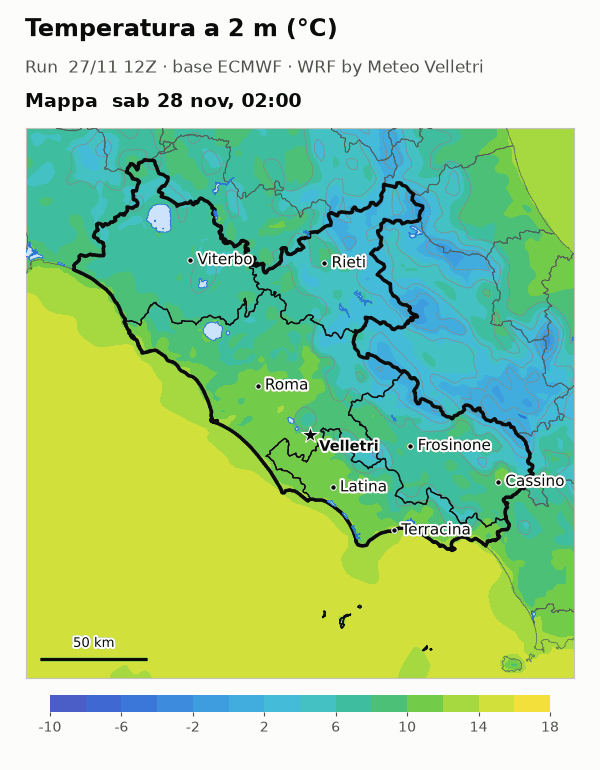 Temperatura a 2 m (°C)
Run  27/11 12Z · base ECMWF · WRF by Meteo Velletri
Mappa  sab 28 nov, 02:00
Viterbo
Rieti
Roma
Velletri
Frosinone
Cassino
Latina
Terracina
50 km
-10 -6 -2 2 6 10 14 18